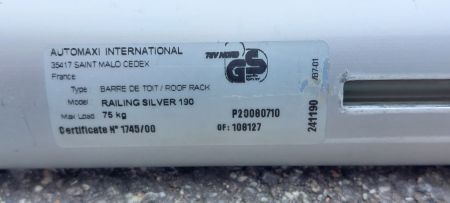 AUTOMAXI INTERNATIONAL
35417 SAINT MALO CEDEX
France
TÜV NORD
GS
Type BARRE DE TOIT / ROOF RACK
Model RAILING SILVER 190
Max Load 75 kg
P20080710
Certificate N° 1745/00
OF: 108127
241190